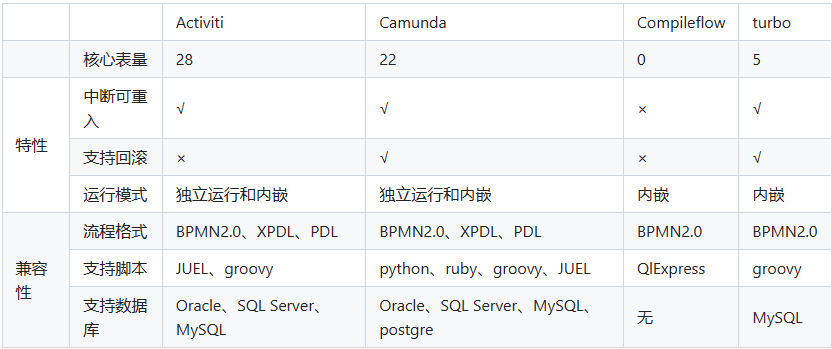 Activiti Camunda Compileflow turbo
核心表量 28 22 0 5
特性
中断可重
入
√ √ × √
支持回滚 × √ × √
运行模式 独立运行和内嵌 独立运行和内嵌 内嵌 内嵌
兼容
性
流程格式 BPMN2.0、XPDL、PDL BPMN2.0、XPDL、PDL BPMN2.0 BPMN2.0
支持脚本 JUEL、groovy python、ruby、groovy、JUEL QlExpress groovy
支持数据
库
Oracle、SQL Server、
MySQL
Oracle、SQL Server、MySQL、
postgre
无
MySQL